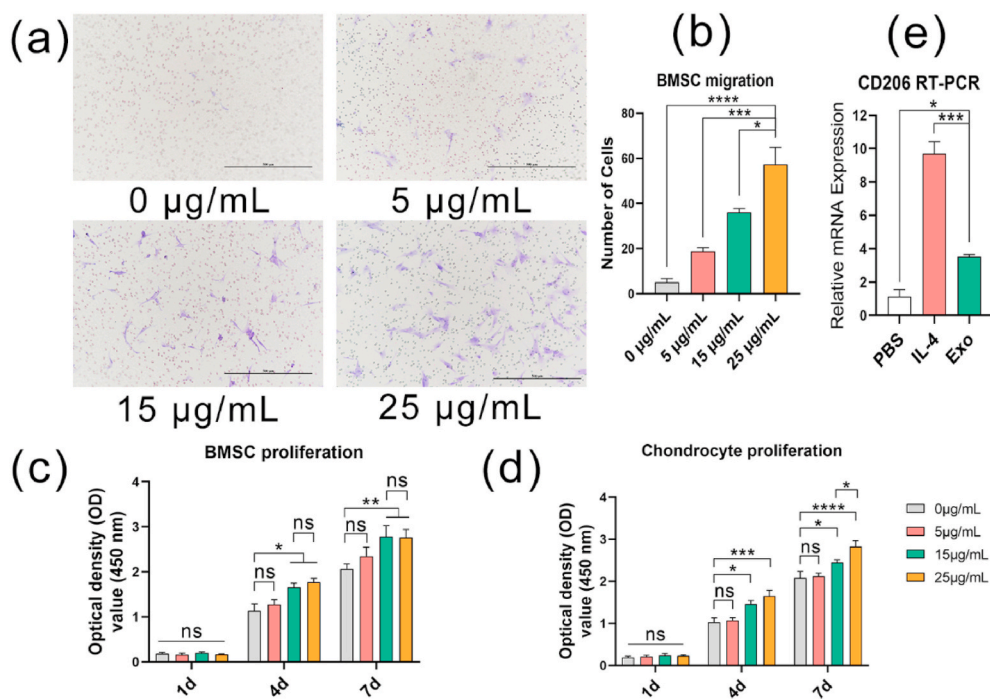 (a)
0 µg/mL
5 µg/mL
15 µg/mL
25 µg/mL
(b)
BMSC migration
Number of Cells
80
60
40
20
0
****
***
*
0 µg/mL
5 µg/mL
15 µg/mL
25 µg/mL
(e)
CD206 RT-PCR
Relative mRNA Expression
12
10
8
6
4
2
0
*
***
PBS
IL-4
Exo
(c)
BMSC proliferation
Optical density (OD)
value (450 nm)
4
3
2
1
0
ns
ns
*
ns
ns
**
ns
1d
4d
7d
(d)
Chondrocyte proliferation
Optical density (OD)
value (450 nm)
4
3
2
1
0
ns
ns
*
***
ns
*
****
*
1d
4d
7d
0µg/mL
5µg/mL
15µg/mL
25µg/mL